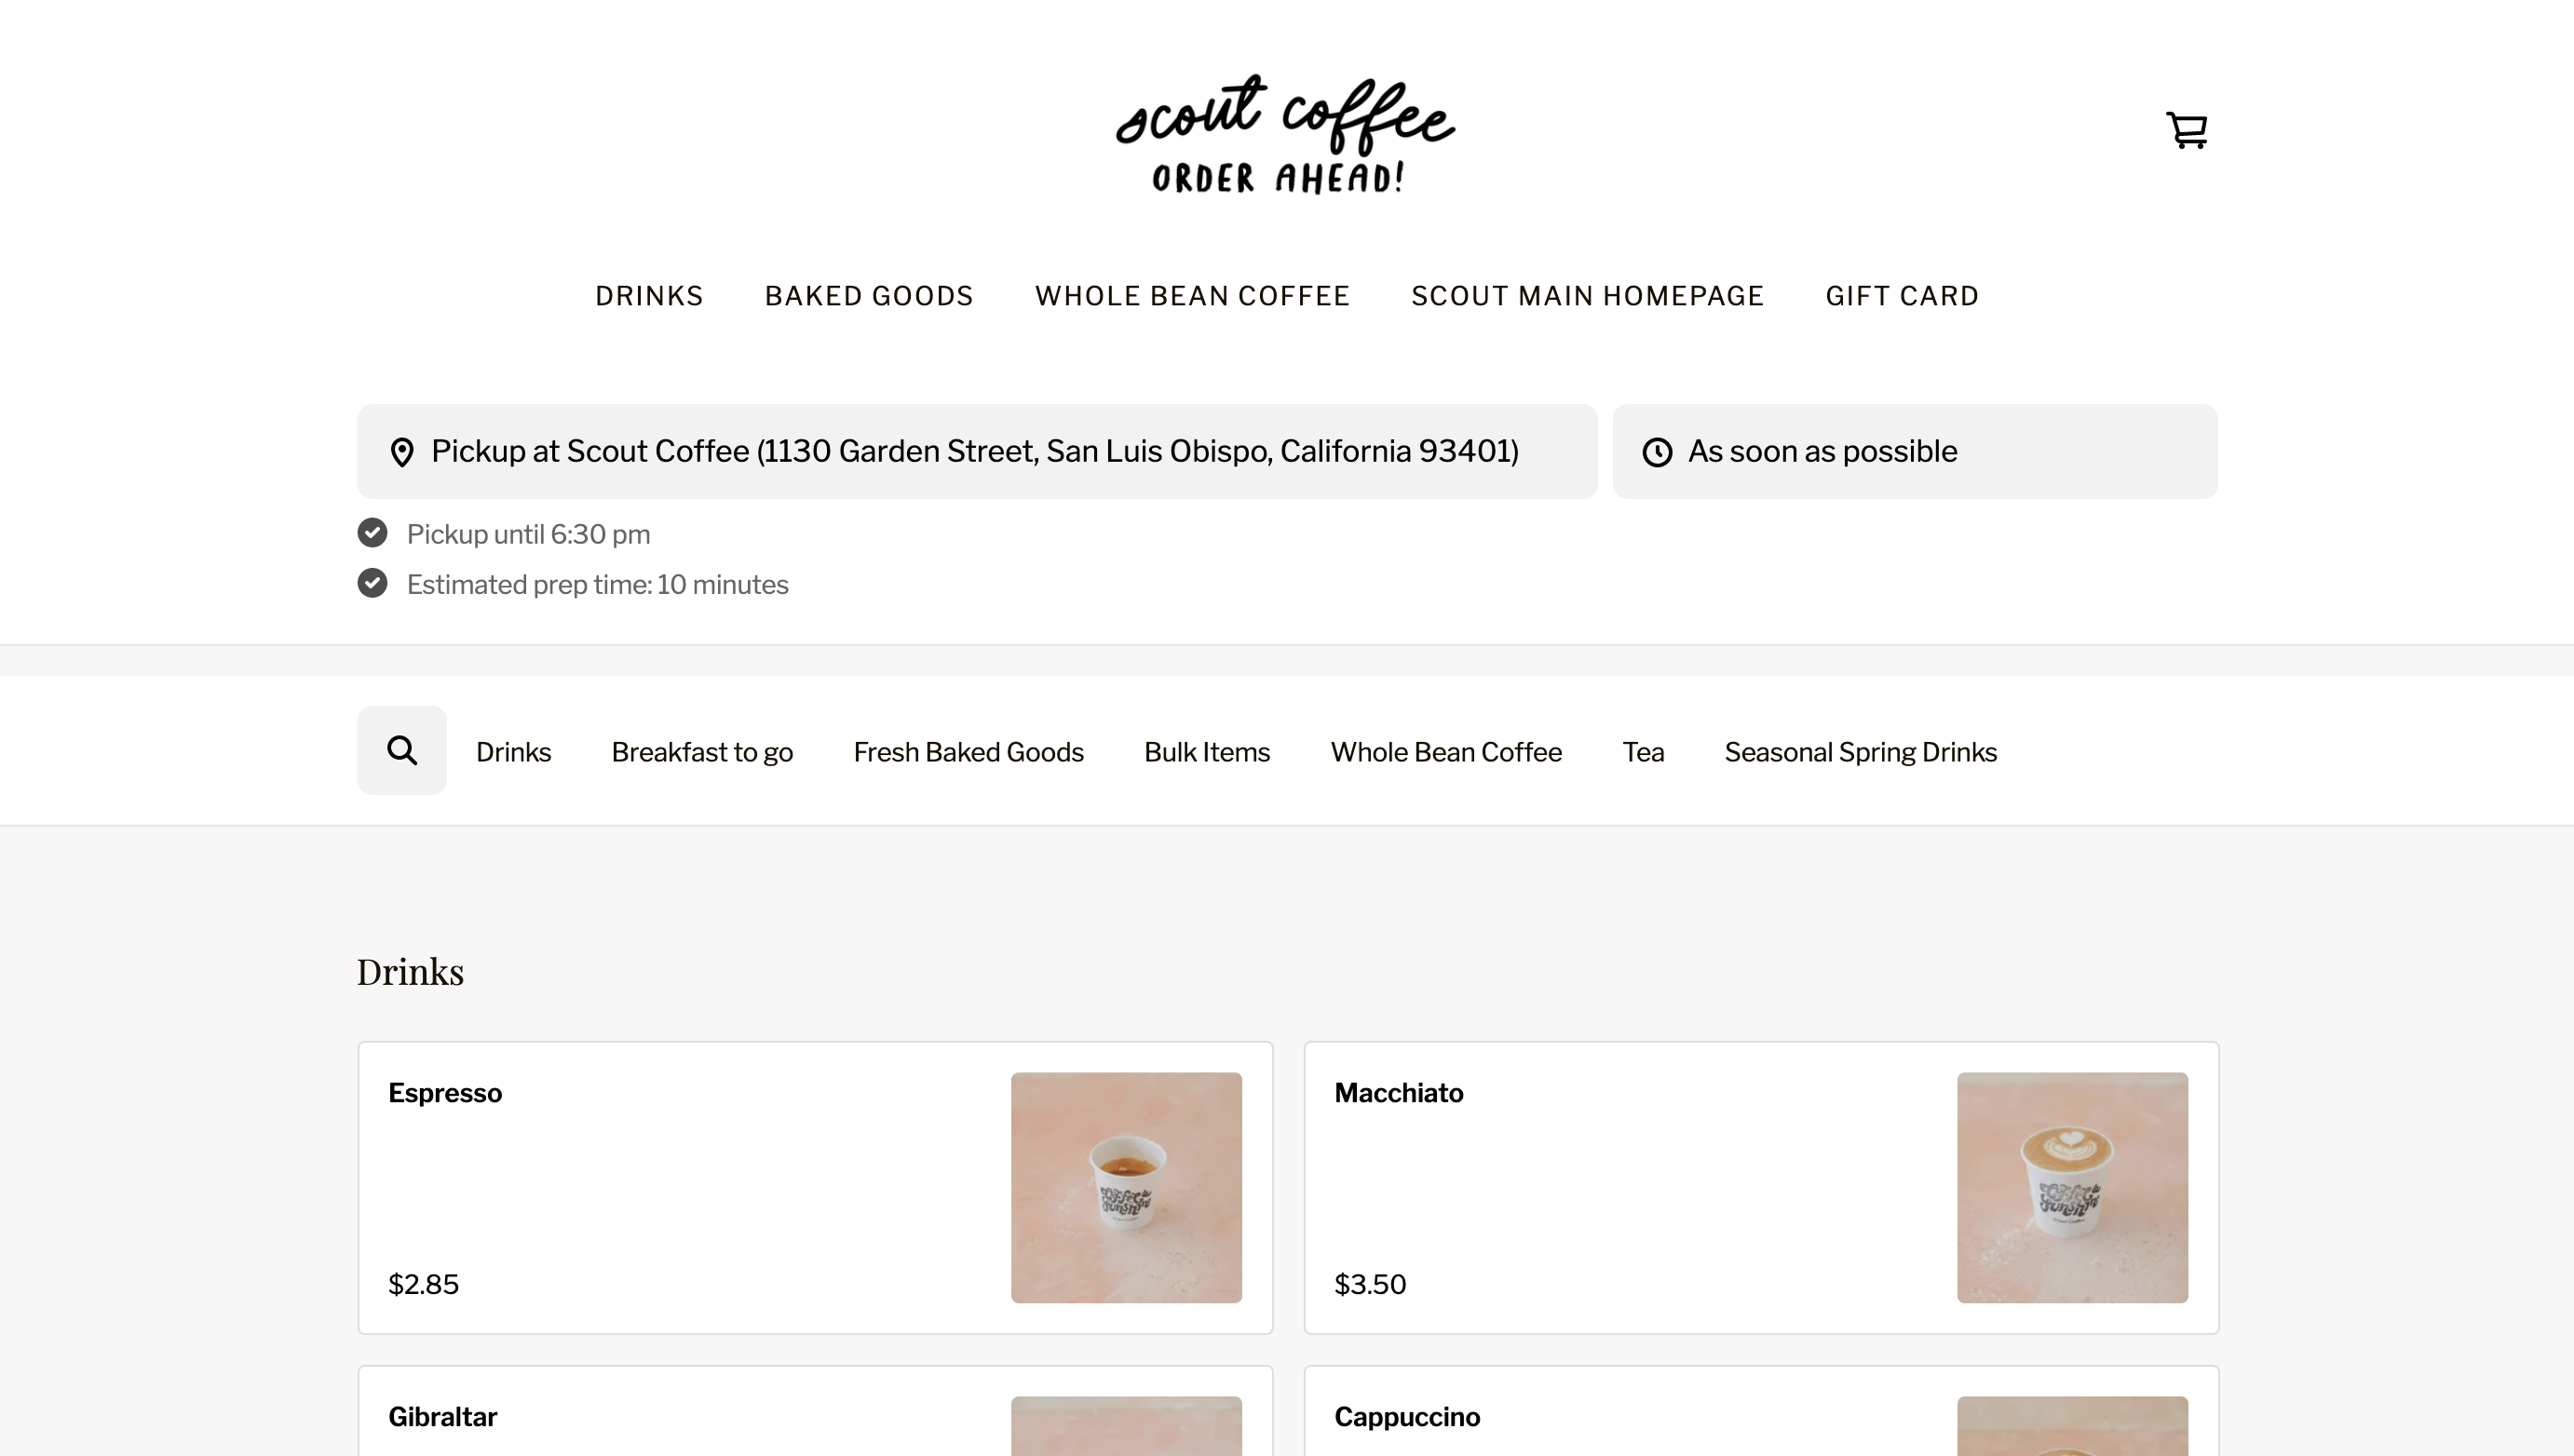 scout coffee
ORDER AHEAD!
DRINKS BAKED GOODS WHOLE BEAN COFFEE SCOUT MAIN HOMEPAGE GIFT CARD
Pickup at Scout Coffee (1130 Garden Street, San Luis Obispo, California 93401) As soon as possible
Pickup until 6:30 pm
Estimated prep time: 10 minutes
Drinks Breakfast to go Fresh Baked Goods Bulk Items Whole Bean Coffee Tea Seasonal Spring Drinks
Drinks
Espresso Macchiato
$2.85 $3.50
Gibraltar Cappuccino